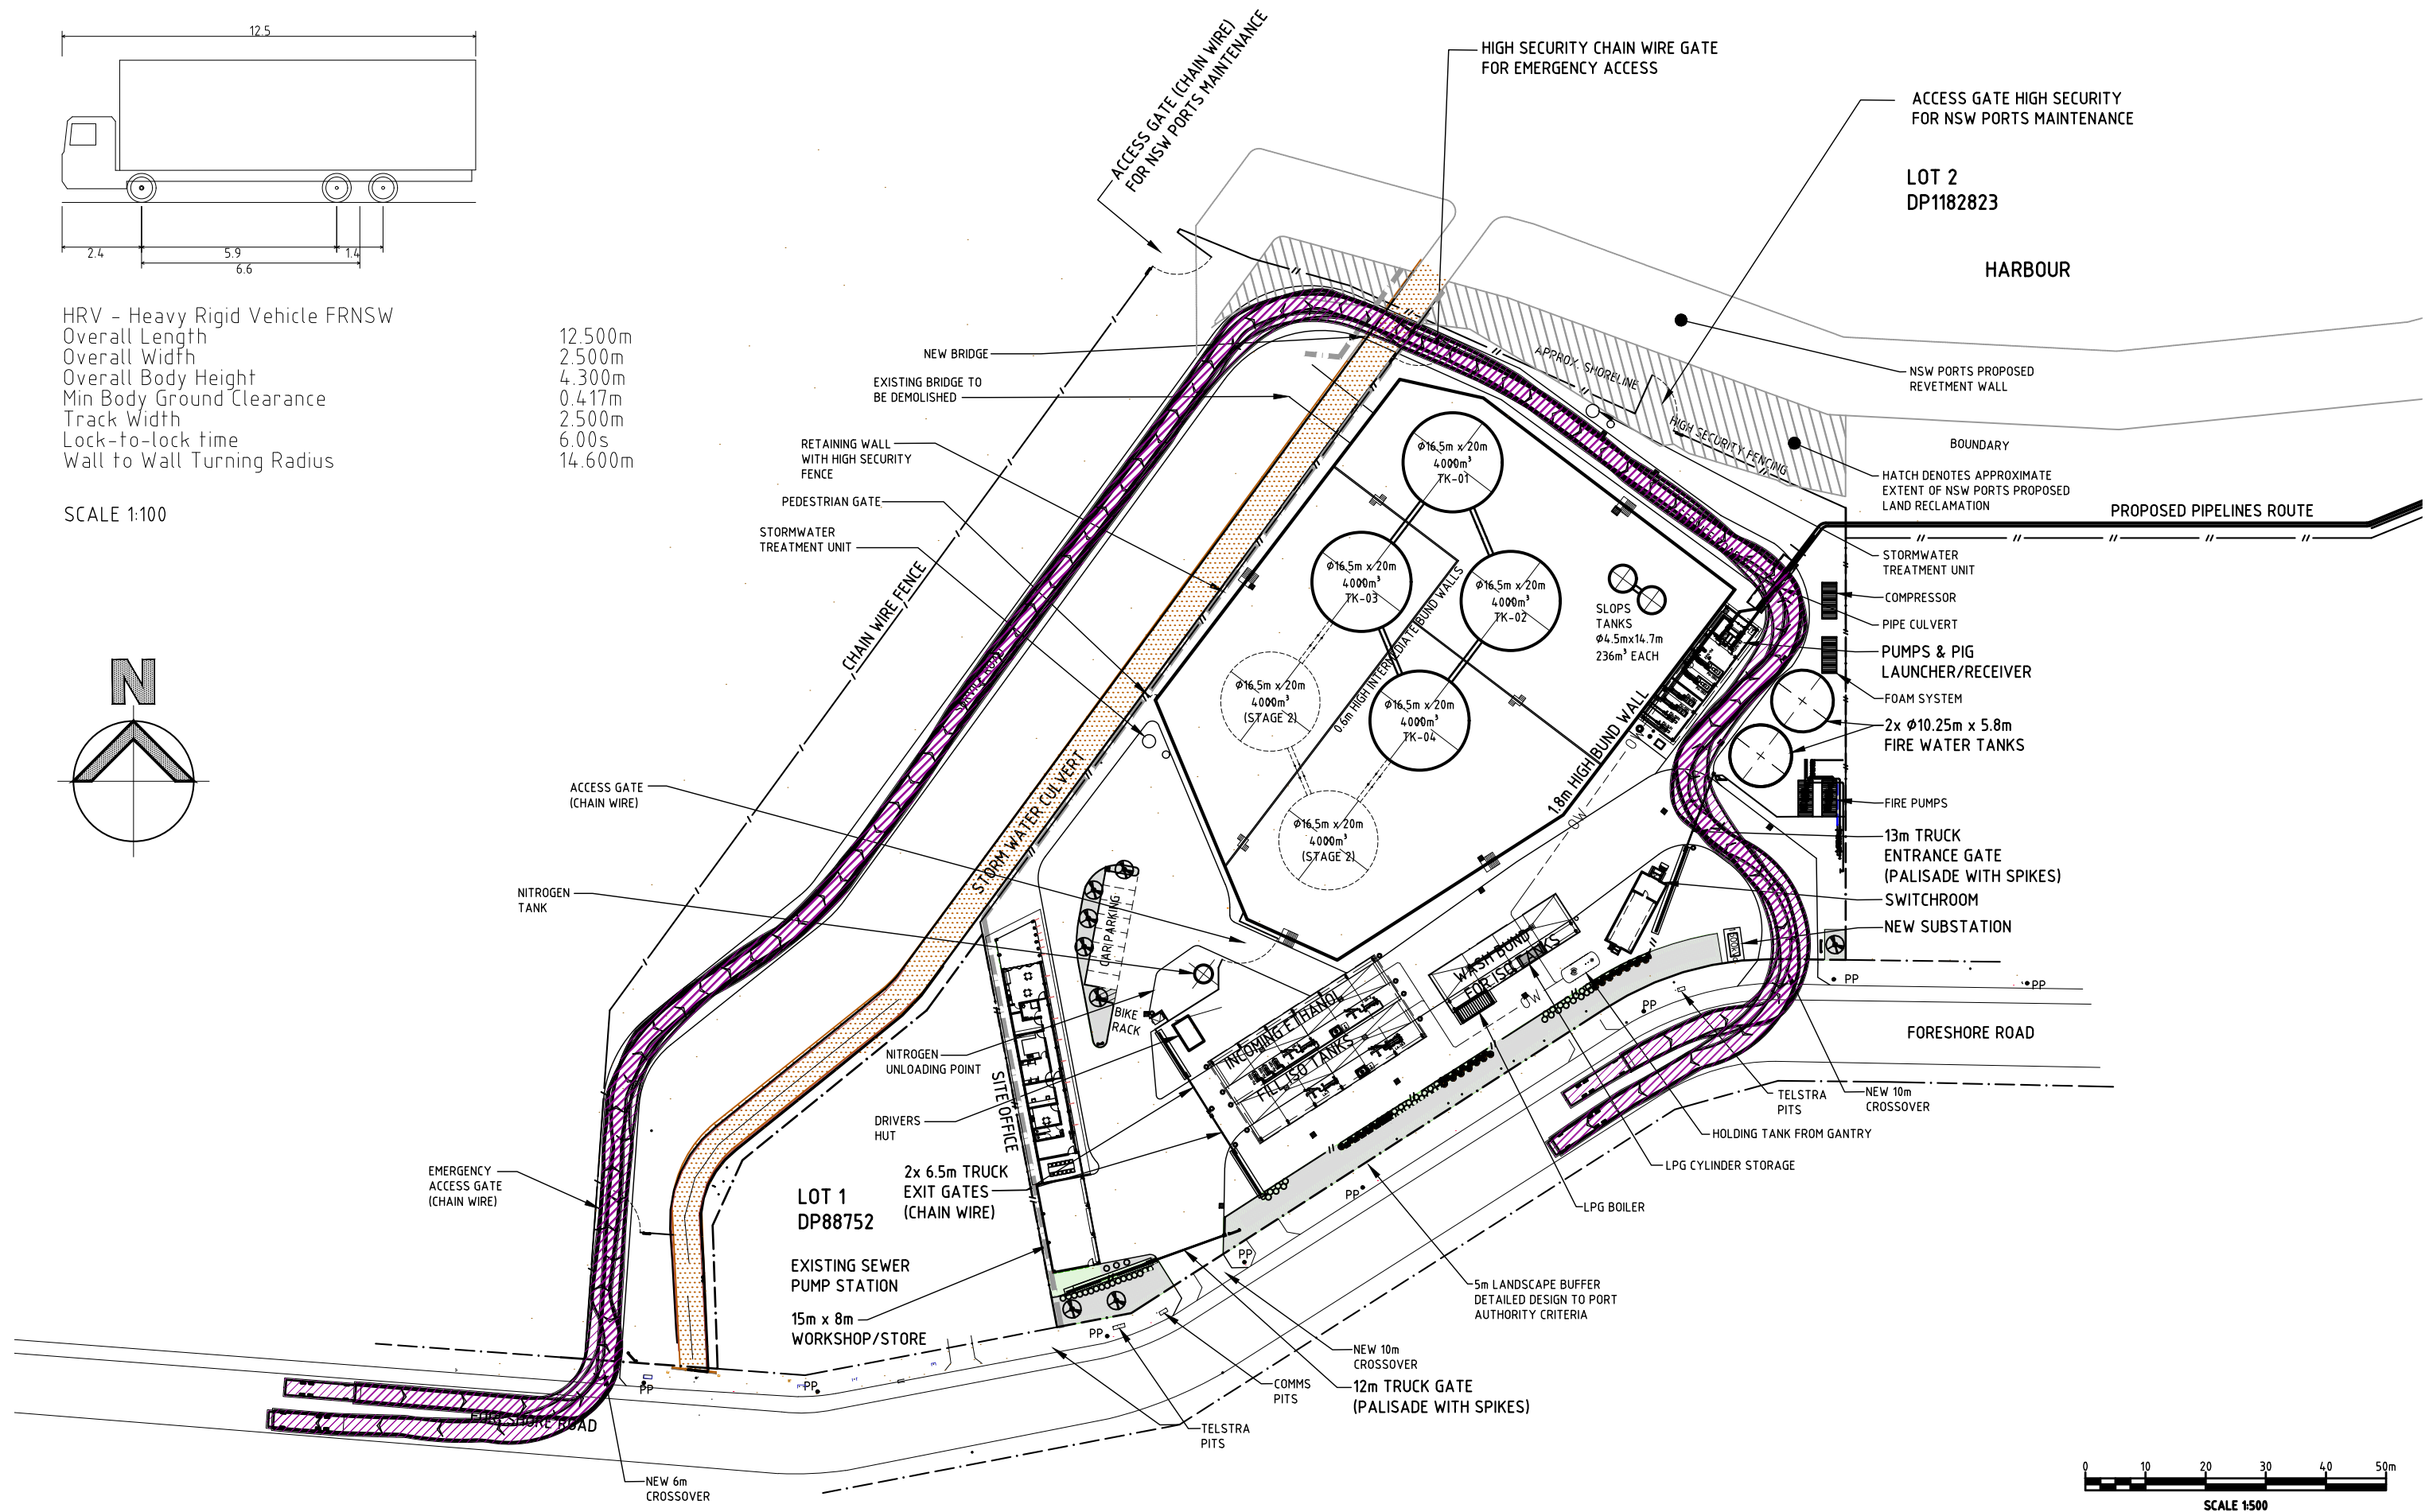 12.5
2.4
5.9
1.4
6.6
HRV - Heavy Rigid Vehicle FRNSW
Overall Length 12.500m
Overall Width 2.500m
Overall Body Height 4.300m
Min Body Ground Clearance 0.417m
Track Width 2.500m
Lock-to-lock time 6.00s
Wall to Wall Turning Radius 14.600m
SCALE 1:100
N
ACCESS GATE (CHAIN WIRE)
FOR NSW PORTS MAINTENANCE
HIGH SECURITY CHAIN WIRE GATE
FOR EMERGENCY ACCESS
ACCESS GATE HIGH SECURITY
FOR NSW PORTS MAINTENANCE
LOT 2
DP1182823
HARBOUR
NEW BRIDGE
EXISTING BRIDGE TO
BE DEMOLISHED
RETAINING WALL
WITH HIGH SECURITY
FENCE
PEDESTRIAN GATE
STORMWATER
TREATMENT UNIT
CHAIN WIRE FENCE
SERVICE ROAD
STORM WATER CULVERT
APPROX. SHORELINE
HIGH SECURITY FENCING
NSW PORTS PROPOSED
REVETMENT WALL
BOUNDARY
HATCH DENOTES APPROXIMATE
EXTENT OF NSW PORTS PROPOSED
LAND RECLAMATION
PROPOSED PIPELINES ROUTE
STORMWATER
TREATMENT UNIT
COMPRESSOR
PIPE CULVERT
PUMPS & PIG
LAUNCHER/RECEIVER
FOAM SYSTEM
2x Ø10.25m x 5.8m
FIRE WATER TANKS
FIRE PUMPS
13m TRUCK
ENTRANCE GATE
(PALISADE WITH SPIKES)
SWITCHROOM
NEW SUBSTATION
Ø16.5m x 20m
4000m³
TK-01
Ø16.5m x 20m
4000m³
TK-03
Ø16.5m x 20m
4000m³
TK-02
Ø16.5m x 20m
4000m³
TK-04
Ø16.5m x 20m
4000m³
(STAGE 2)
Ø16.5m x 20m
4000m³
(STAGE 2)
SLOPS
TANKS
Ø4.5mx14.7m
236m³ EACH
0.6m HIGH INTERMEDIATE BUND WALLS
1.8m HIGH BUND WALL
OW
OW
OW
ACCESS GATE
(CHAIN WIRE)
NITROGEN
TANK
CAR PARKING
BIKE
RACK
NITROGEN
UNLOADING POINT
SITE OFFICE
DRIVERS
HUT
INCOMING ETHANOL
FILL ISO TANKS
WASH BUND
FOR ISO TANKS
2x 6.5m TRUCK
EXIT GATES
(CHAIN WIRE)
EMERGENCY
ACCESS GATE
(CHAIN WIRE)
LOT 1
DP88752
EXISTING SEWER
PUMP STATION
15m x 8m
WORKSHOP/STORE
PP
PP
PP
PP
PP
PP
PP
PP
FORESHORE ROAD
TELSTRA
PITS
NEW 10m
CROSSOVER
HOLDING TANK FROM GANTRY
LPG CYLINDER STORAGE
LPG BOILER
5m LANDSCAPE BUFFER
DETAILED DESIGN TO PORT
AUTHORITY CRITERIA
NEW 10m
CROSSOVER
12m TRUCK GATE
(PALISADE WITH SPIKES)
COMMS
PITS
TELSTRA
PITS
FORESHORE ROAD
NEW 6m
CROSSOVER
0 10 20 30 40 50m
SCALE 1:500